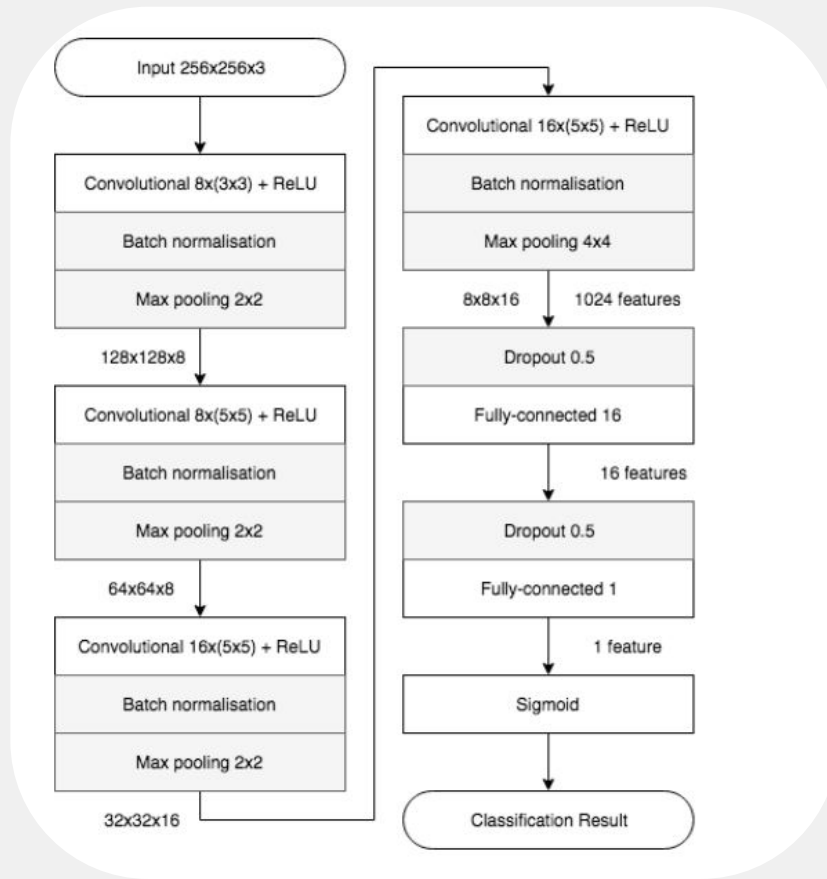 Input 256x256x3
Convolutional 8x(3x3) + ReLU
Batch normalisation
Max pooling 2x2
128x128x8
Convolutional 8x(5x5) + ReLU
Batch normalisation
Max pooling 2x2
64x64x8
Convolutional 16x(5x5) + ReLU
Batch normalisation
Max pooling 2x2
32x32x16
Convolutional 16x(5x5) + ReLU
Batch normalisation
Max pooling 4x4
8x8x16 1024 features
Dropout 0.5
Fully-connected 16
16 features
Dropout 0.5
Fully-connected 1
1 feature
Sigmoid
Classification Result